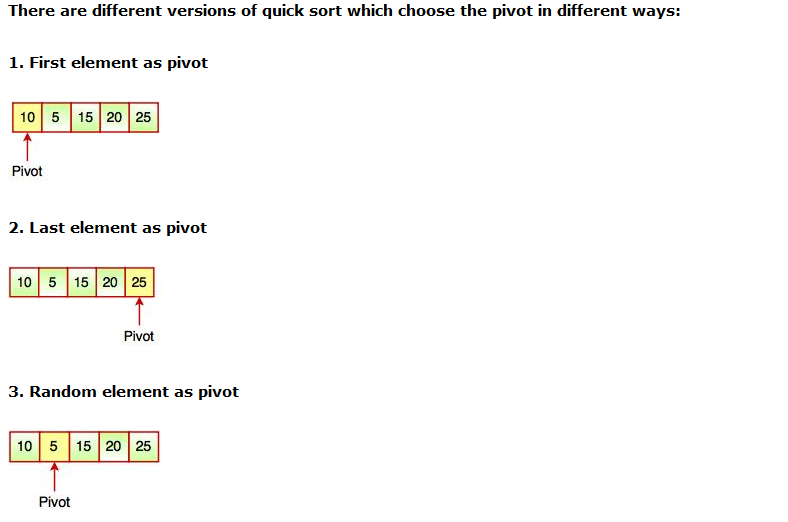 There are different versions of quick sort which choose the pivot in different ways:
1. First element as pivot
10 5 15 20 25
Pivot
2. Last element as pivot
10 5 15 20 25
Pivot
3. Random element as pivot
10 5 15 20 25
Pivot